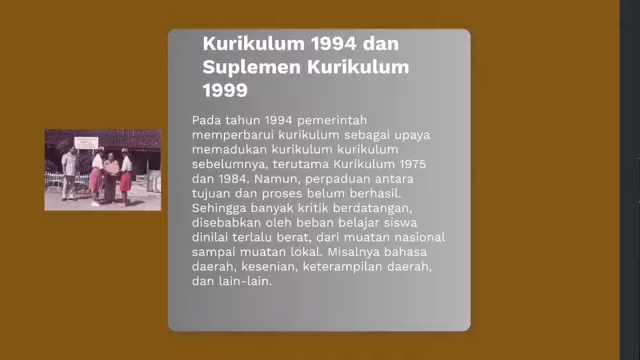 Kurikulum 1994 dan
Suplemen Kurikulum
1999
Pada tahun 1994 pemerintah
memperbarui kurikulum sebagai upaya
memadukan kurikulum kurikulum
sebelumnya, terutama Kurikulum 1975
dan 1984. Namun, perpaduan antara
tujuan dan proses belum berhasil.
Sehingga banyak kritik berdatangan,
disebabkan oleh beban belajar siswa
dinilai terlalu berat, dari muatan nasional
sampai muatan lokal. Misalnya bahasa
daerah, kesenian, keterampilan daerah,
dan lain-lain.